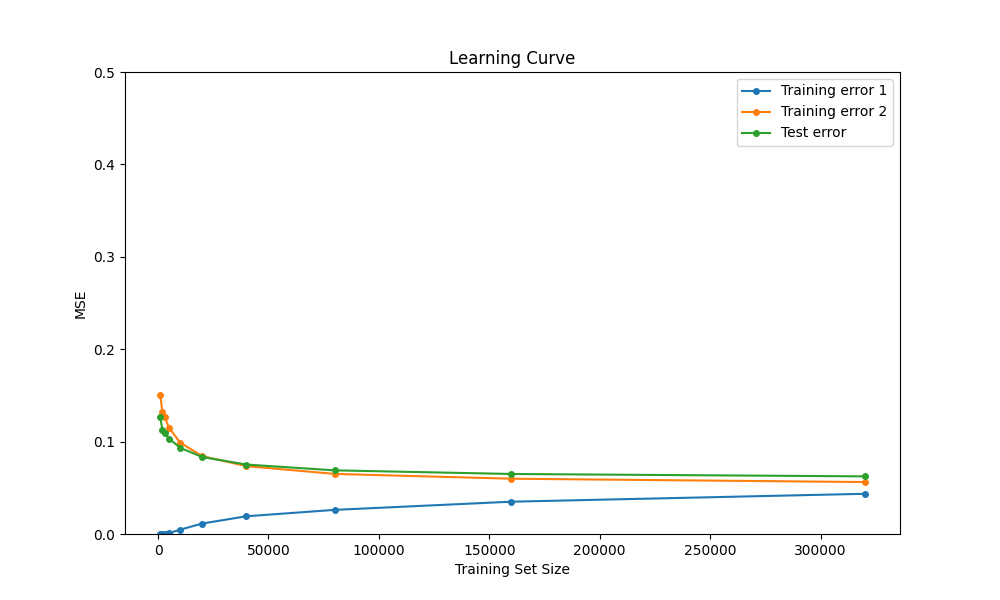 Learning Curve
0.5
0.4
0.3
0.2
0.1
0.0
MSE
Training error 1
Training error 2
Test error
0 50000 100000 150000 200000 250000 300000
Training Set Size